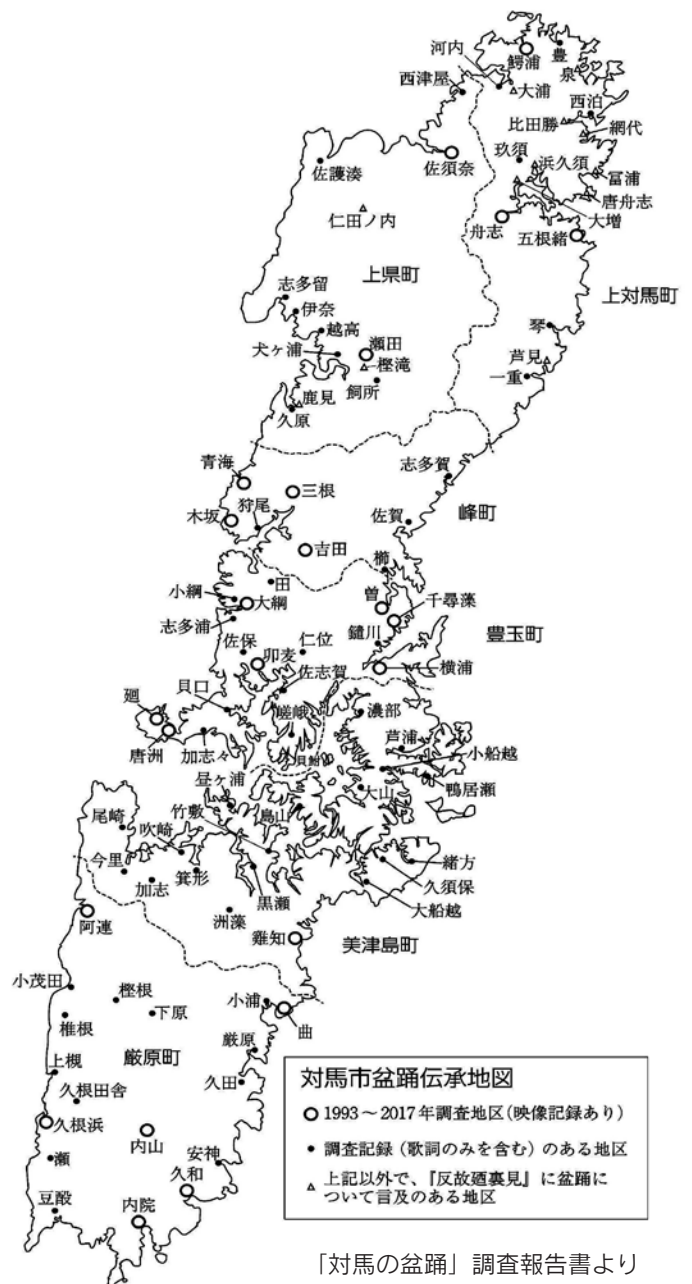 河内
鰐浦
豊
泉
西津屋
大浦
西泊
比田勝
網代
佐須奈
玖須
浜久須
冨浦
佐護湊
唐舟志
大増
仁田ノ内
舟志
五根緒
上県町
上対馬町
志多留
伊奈
越高
琴
犬ヶ浦
瀬田
芦見
樫滝
一重
飼所
鹿見
久原
青海
志多賀
三根
狩尾
佐賀
峰町
木坂
吉田
櫛
田
小綱
大綱
曽
千尋藻
志多浦
鑓川
豊玉町
佐保
仁位
卯麦
横浦
佐志賀
貝口
廻
嵯峨
濃部
芦浦
小船越
唐洲
加志々
貝鮒
昼ヶ浦
大山
鴨居瀬
竹敷
島山
尾崎
吹崎
今里
緒方
加志
箕形
黒瀬
久須保
洲藻
大船越
阿連
雞知
美津島町
小茂田
樫根
小浦
下原
曲
椎根
厳原
上槻
厳原町
久田
久根田舎
久根浜
内山
安神
瀬
久和
豆酘
内院
対馬市盆踊伝承地図
○ 1993～2017年調査地区(映像記録あり)
● 調査記録(歌詞のみを含む)のある地区
△ 上記以外で、『反故廼裏見』に盆踊に
ついて言及のある地区
「対馬の盆踊」調査報告書より